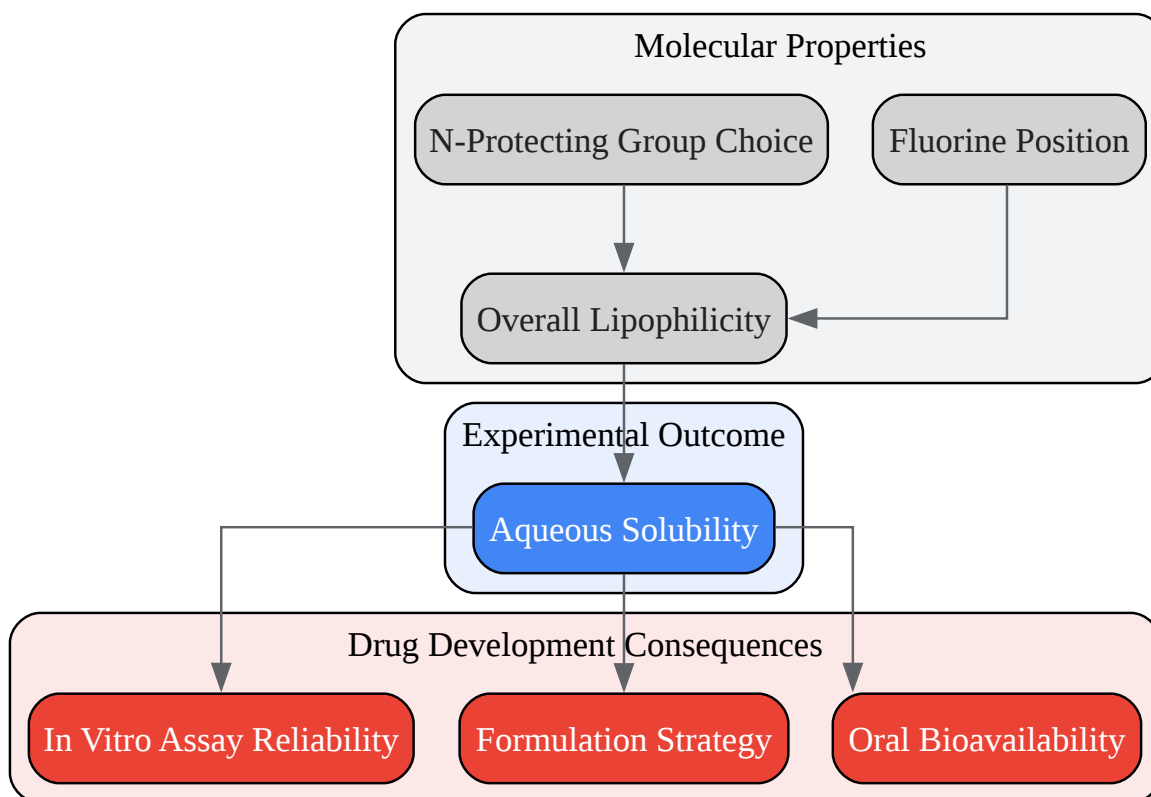 Molecular Properties
N-Protecting Group Choice
Fluorine Position
Overall Lipophilicity
Experimental Outcome
Aqueous Solubility
Drug Development Consequences
In Vitro Assay Reliability
Formulation Strategy
Oral Bioavailability